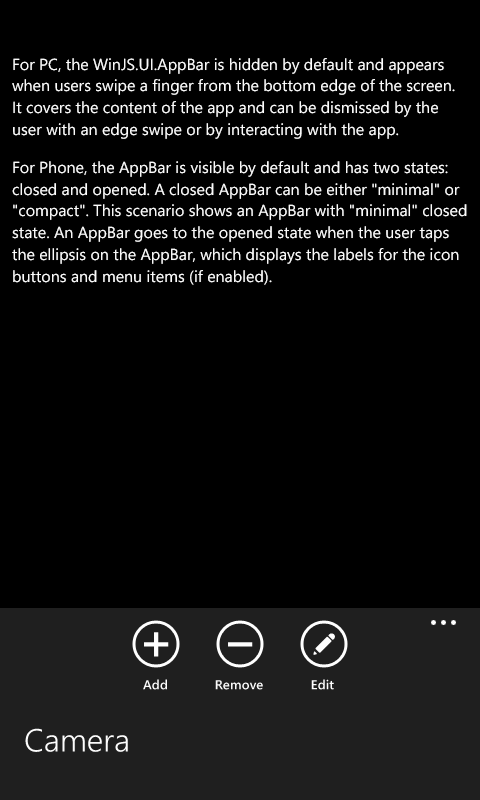 For PC, the WinJS.UI.AppBar is hidden by default and appears
when users swipe a finger from the bottom edge of the screen.
It covers the content of the app and can be dismissed by the
user with an edge swipe or by interacting with the app.
For Phone, the AppBar is visible by default and has two states:
closed and opened. A closed AppBar can be either "minimal" or
"compact". This scenario shows an AppBar with "minimal" closed
state. An AppBar goes to the opened state when the user taps
the ellipsis on the AppBar, which displays the labels for the icon
buttons and menu items (if enabled).
Add Remove Edit
Camera